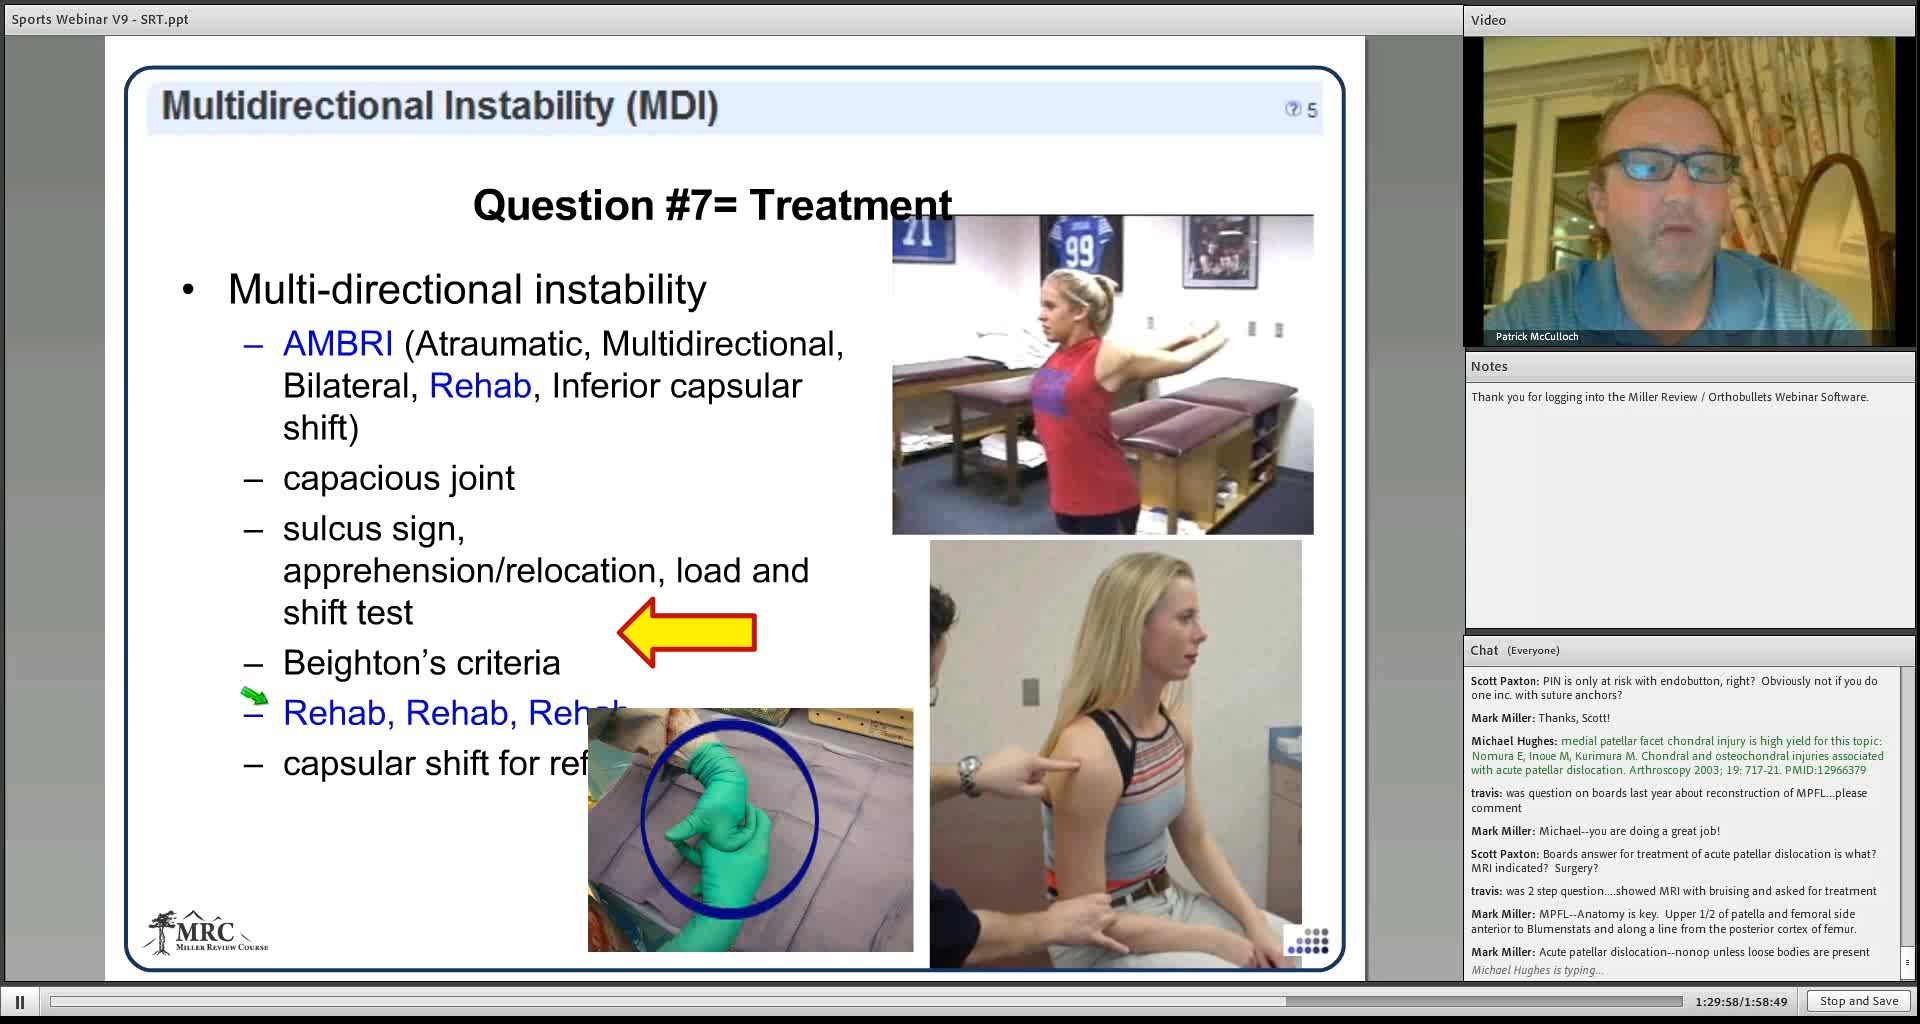 Sports Webinar V9 - SRT.ppt
Multidirectional Instability (MDI)
? 5
Question #7= Treatment
71
99
• Multi-directional instability
– AMBRI (Atraumatic, Multidirectional,
Bilateral, Rehab, Inferior capsular
shift)
– capacious joint
– sulcus sign,
apprehension/relocation, load and
shift test
– Beighton’s criteria
– Rehab, Rehab, Rehab
– capsular shift for ref
MRC
MILLER REVIEW COURSE
Video
Patrick McCulloch
Notes
Thank you for logging into the Miller Review / Orthobullets Webinar Software.
Chat (Everyone)
Scott Paxton: PIN is only at risk with endobutton, right? Obviously not if you do
one inc. with suture anchors?
Mark Miller: Thanks, Scott!
Michael Hughes: medial patellar facet chondral injury is high yield for this topic:
Nomura E, Inoue M, Kurimura M. Chondral and osteochondral injuries associated
with acute patellar dislocation. Arthroscopy 2003; 19: 717-21. PMID:12966379
travis: was question on boards last year about reconstruction of MPFL...please
comment
Mark Miller: Michael--you are doing a great job!
Scott Paxton: Boards answer for treatment of acute patellar dislocation is what?
MRI indicated? Surgery?
travis: was 2 step question....showed MRI with bruising and asked for treatment
Mark Miller: MPFL--Anatomy is key. Upper 1/2 of patella and femoral side
anterior to Blumenstats and along a line from the posterior cortex of femur.
Mark Miller: Acute patellar dislocation--nonop unless loose bodies are present
Michael Hughes is typing...
1:29:58/1:58:49
Stop and Save